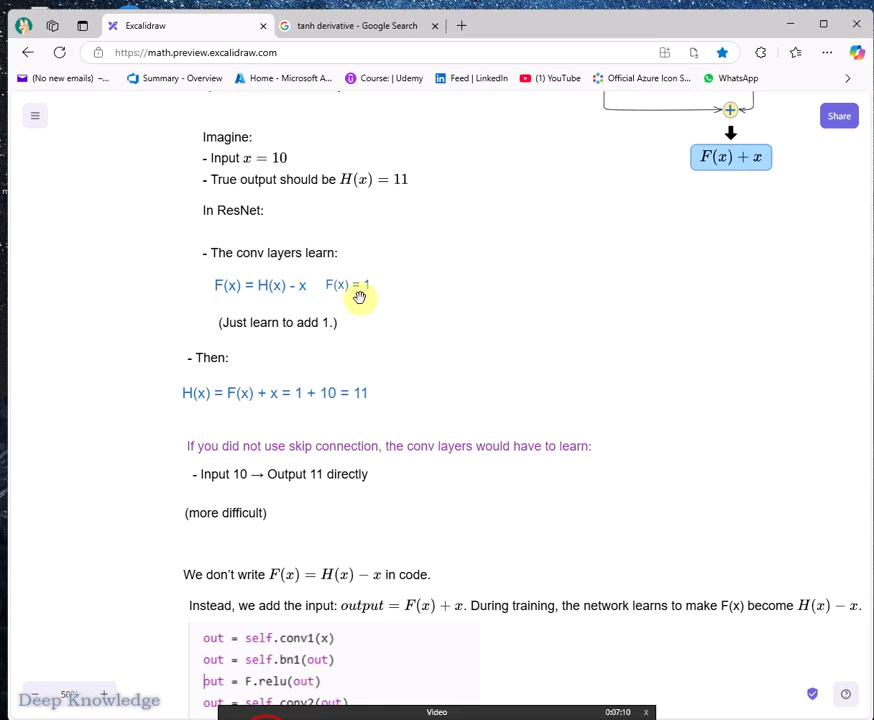 Excalidraw
tanh derivative - Google Search
https://math.preview.excalidraw.com
(No new emails) –...
Summary - Overview
Home - Microsoft A...
Course: | Udemy
Feed | LinkedIn
(1) YouTube
Official Azure Icon S...
WhatsApp
Share
+
F(x) + x
Imagine:
- Input x = 10
- True output should be H(x) = 11
In ResNet:
- The conv layers learn:
F(x) = H(x) - x F(x) = 1
(Just learn to add 1.)
- Then:
H(x) = F(x) + x = 1 + 10 = 11
If you did not use skip connection, the conv layers would have to learn:
- Input 10 → Output 11 directly
(more difficult)
We don't write F(x) = H(x) − x in code.
Instead, we add the input: output = F(x) + x. During training, the network learns to make F(x) become H(x) − x.
out = self.conv1(x)
out = self.bn1(out)
out = F.relu(out)
out = self.conv2(out)
50%
Deep Knowledge
Video
0:07:10
x